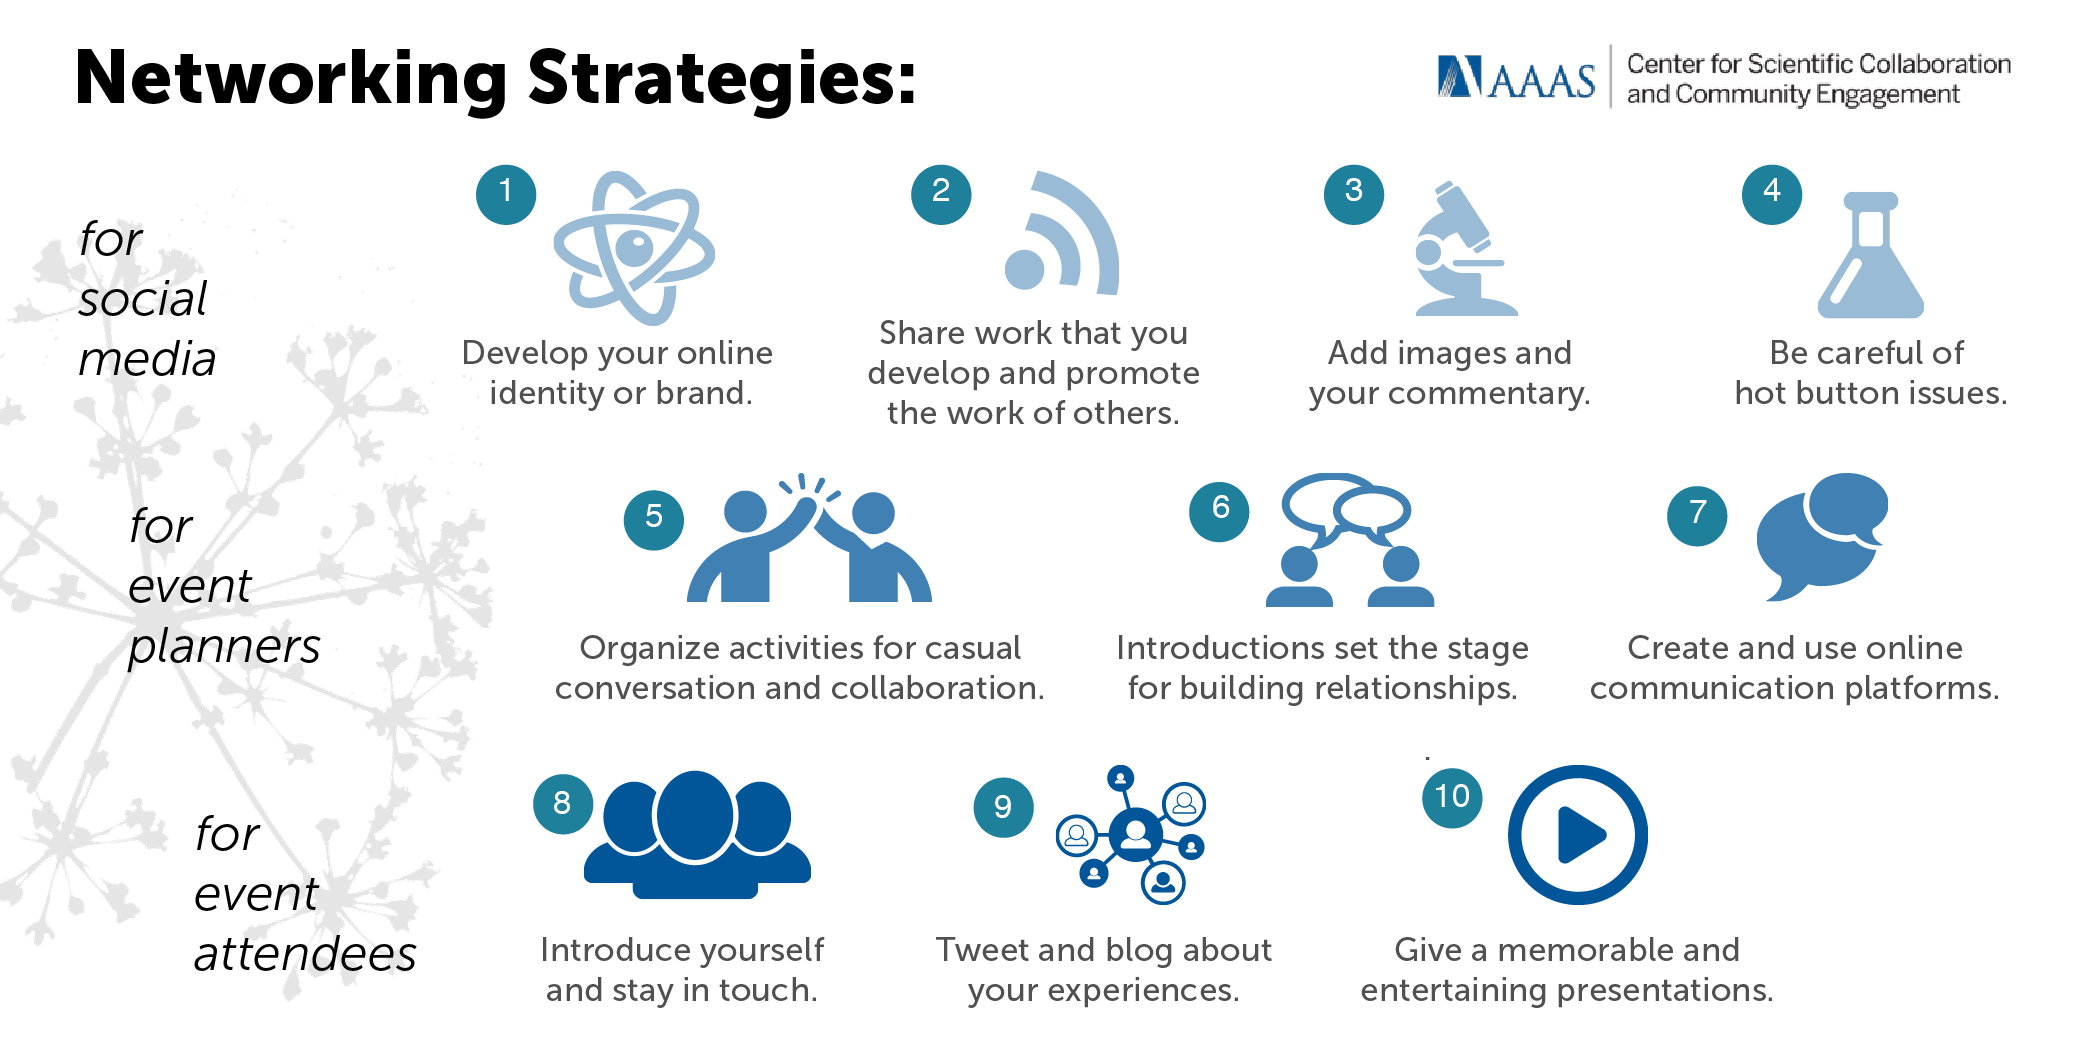 Networking Strategies:
AAAS
Center for Scientific Collaboration
and Community Engagement
for
social
media
1
Develop your online
identity or brand.
2
Share work that you
develop and promote
the work of others.
3
Add images and
your commentary.
4
Be careful of
hot button issues.
for
event
planners
5
Organize activities for casual
conversation and collaboration.
6
Introductions set the stage
for building relationships.
7
Create and use online
communication platforms.
.
for
event
attendees
8
Introduce yourself
and stay in touch.
9
Tweet and blog about
your experiences.
10
Give a memorable and
entertaining presentations.